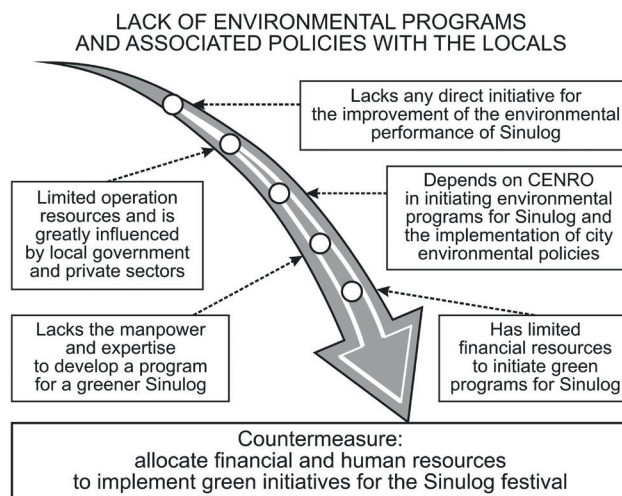 LACK OF ENVIRONMENTAL PROGRAMS
AND ASSOCIATED POLICIES WITH THE LOCALS
Lacks any direct initiative for
the improvement of the environmental
performance of Sinulog
Limited operation
resources and is
greatly influenced
by local government
and private sectors
Depends on CENRO
in initiating environmental
programs for Sinulog and
the implementation of city
environmental policies
Lacks the manpower
and expertise
to develop a program
for a greener Sinulog
Has limited
financial resources
to initiate green
programs for Sinulog
Countermeasure:
allocate financial and human resources
to implement green initiatives for the Sinulog festival